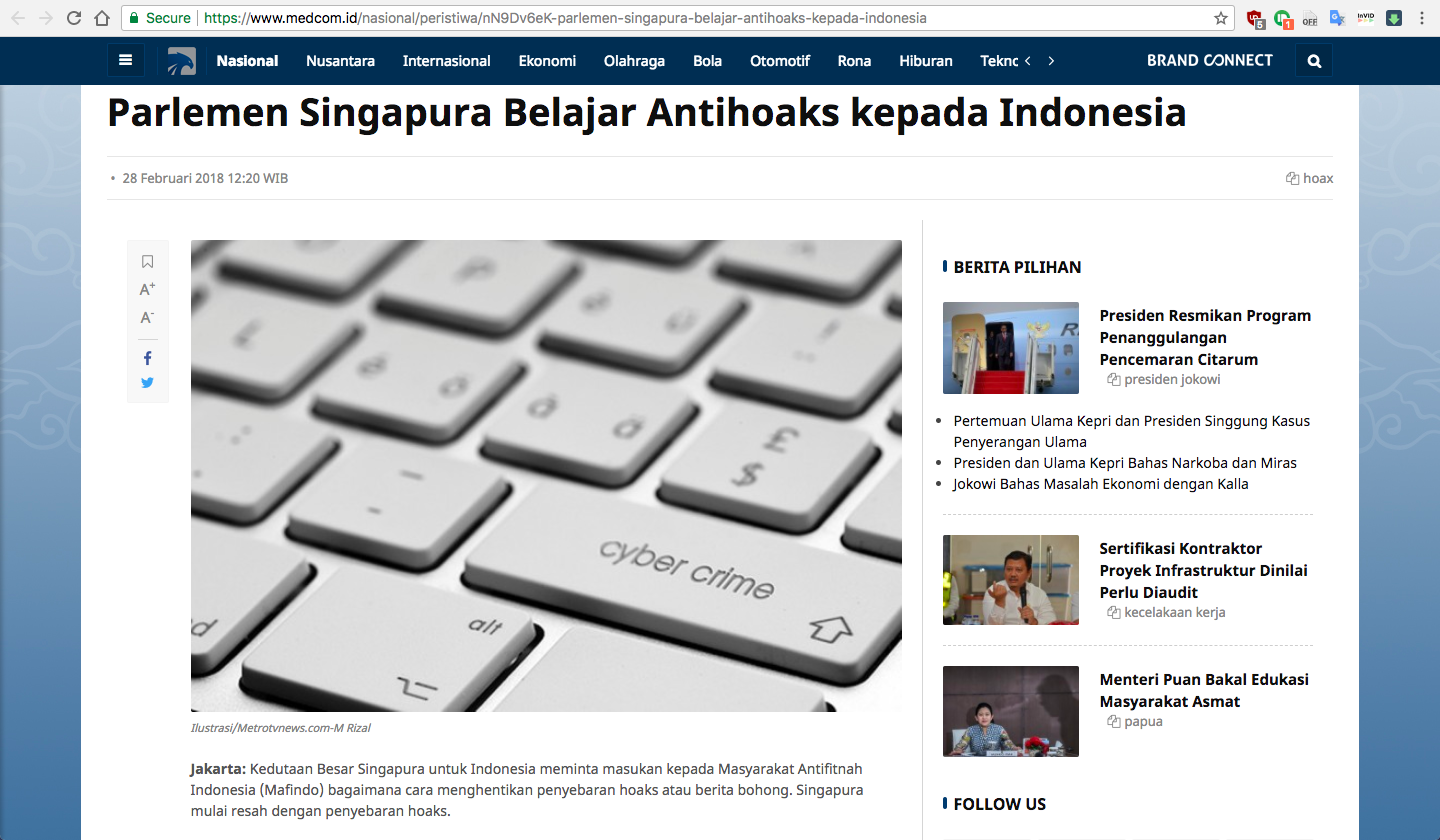 Secure https://www.medcom.id/nasional/peristiwa/nN9Dv6eK-parlemen-singapura-belajar-antihoaks-kepada-indonesia
5 1 OFF InVID
Nasional Nusantara Internasional Ekonomi Olahraga Bola Otomotif Rona Hiburan Tekno BRAND CONNECT
Parlemen Singapura Belajar Antihoaks kepada Indonesia
• 28 Februari 2018 12:20 WIB
hoax
A+
A-
£
$
cyber crime
alt
Ilustrasi/Metrotvnews.com-M Rizal
Jakarta: Kedutaan Besar Singapura untuk Indonesia meminta masukan kepada Masyarakat Antifitnah
Indonesia (Mafindo) bagaimana cara menghentikan penyebaran hoaks atau berita bohong. Singapura
mulai resah dengan penyebaran hoaks.
BERITA PILIHAN
Presiden Resmikan Program
Penanggulangan
Pencemaran Citarum
presiden jokowi
• Pertemuan Ulama Kepri dan Presiden Singgung Kasus
Penyerangan Ulama
• Presiden dan Ulama Kepri Bahas Narkoba dan Miras
• Jokowi Bahas Masalah Ekonomi dengan Kalla
Sertifikasi Kontraktor
Proyek Infrastruktur Dinilai
Perlu Diaudit
kecelakaan kerja
Menteri Puan Bakal Edukasi
Masyarakat Asmat
papua
FOLLOW US